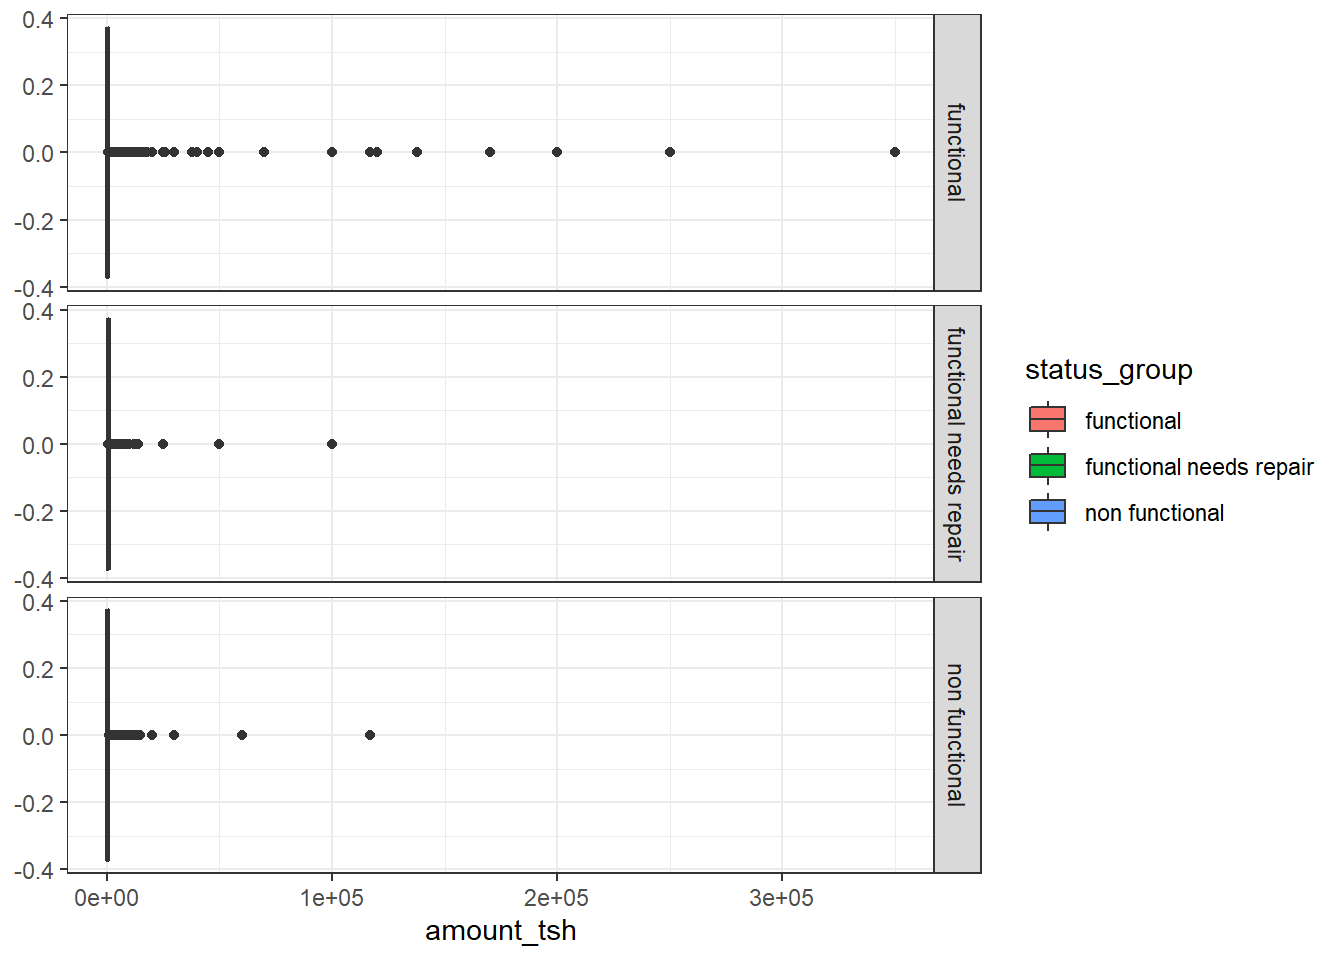 0.4
0.2
0.0
-0.2
-0.4
functional
0.4
0.2
0.0
-0.2
-0.4
functional needs repair
0.4
0.2
0.0
-0.2
-0.4
non functional
0e+00 1e+05 2e+05 3e+05
amount_tsh
status_group
functional
functional needs repair
non functional